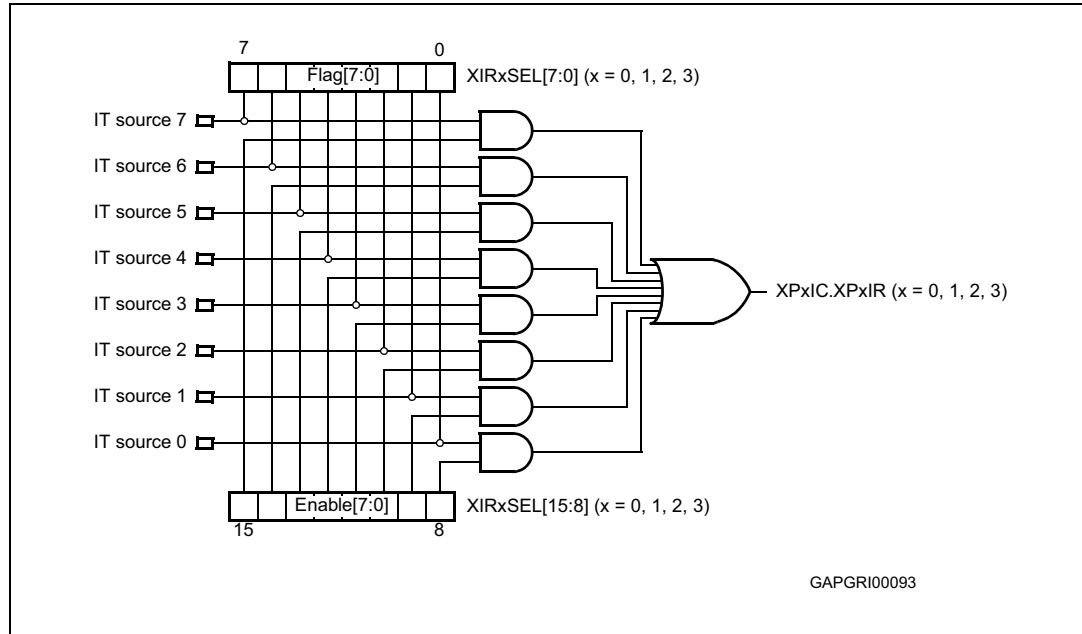 7 0
Flag[7:0] XIRxSEL[7:0] (x = 0, 1, 2, 3)
IT source 7
IT source 6
IT source 5
IT source 4
IT source 3
XPxIC.XPxIR (x = 0, 1, 2, 3)
IT source 2
IT source 1
IT source 0
Enable[7:0] XIRxSEL[15:8] (x = 0, 1, 2, 3)
15 8
GAPGRI00093